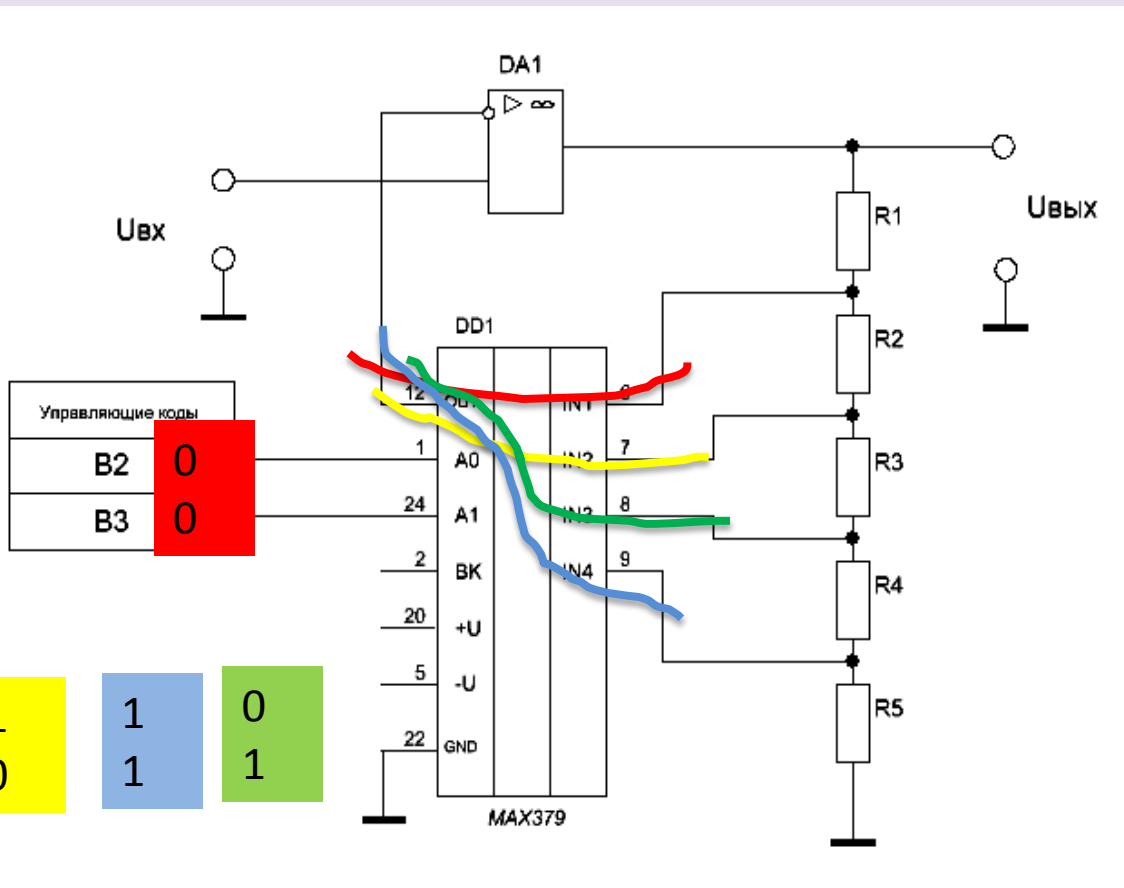 DA1
▷ ∞
Uвх
R1
Uвых
DD1
R2
Управляющие коды
12
IN1
B2 0
1 A0
IN2 7
R3
B3 0
24 A1
IN3 8
2 BK
IN4 9
R4
20 +U
5 -U
R5
22 GND
1
1
0
1
0
MAX379